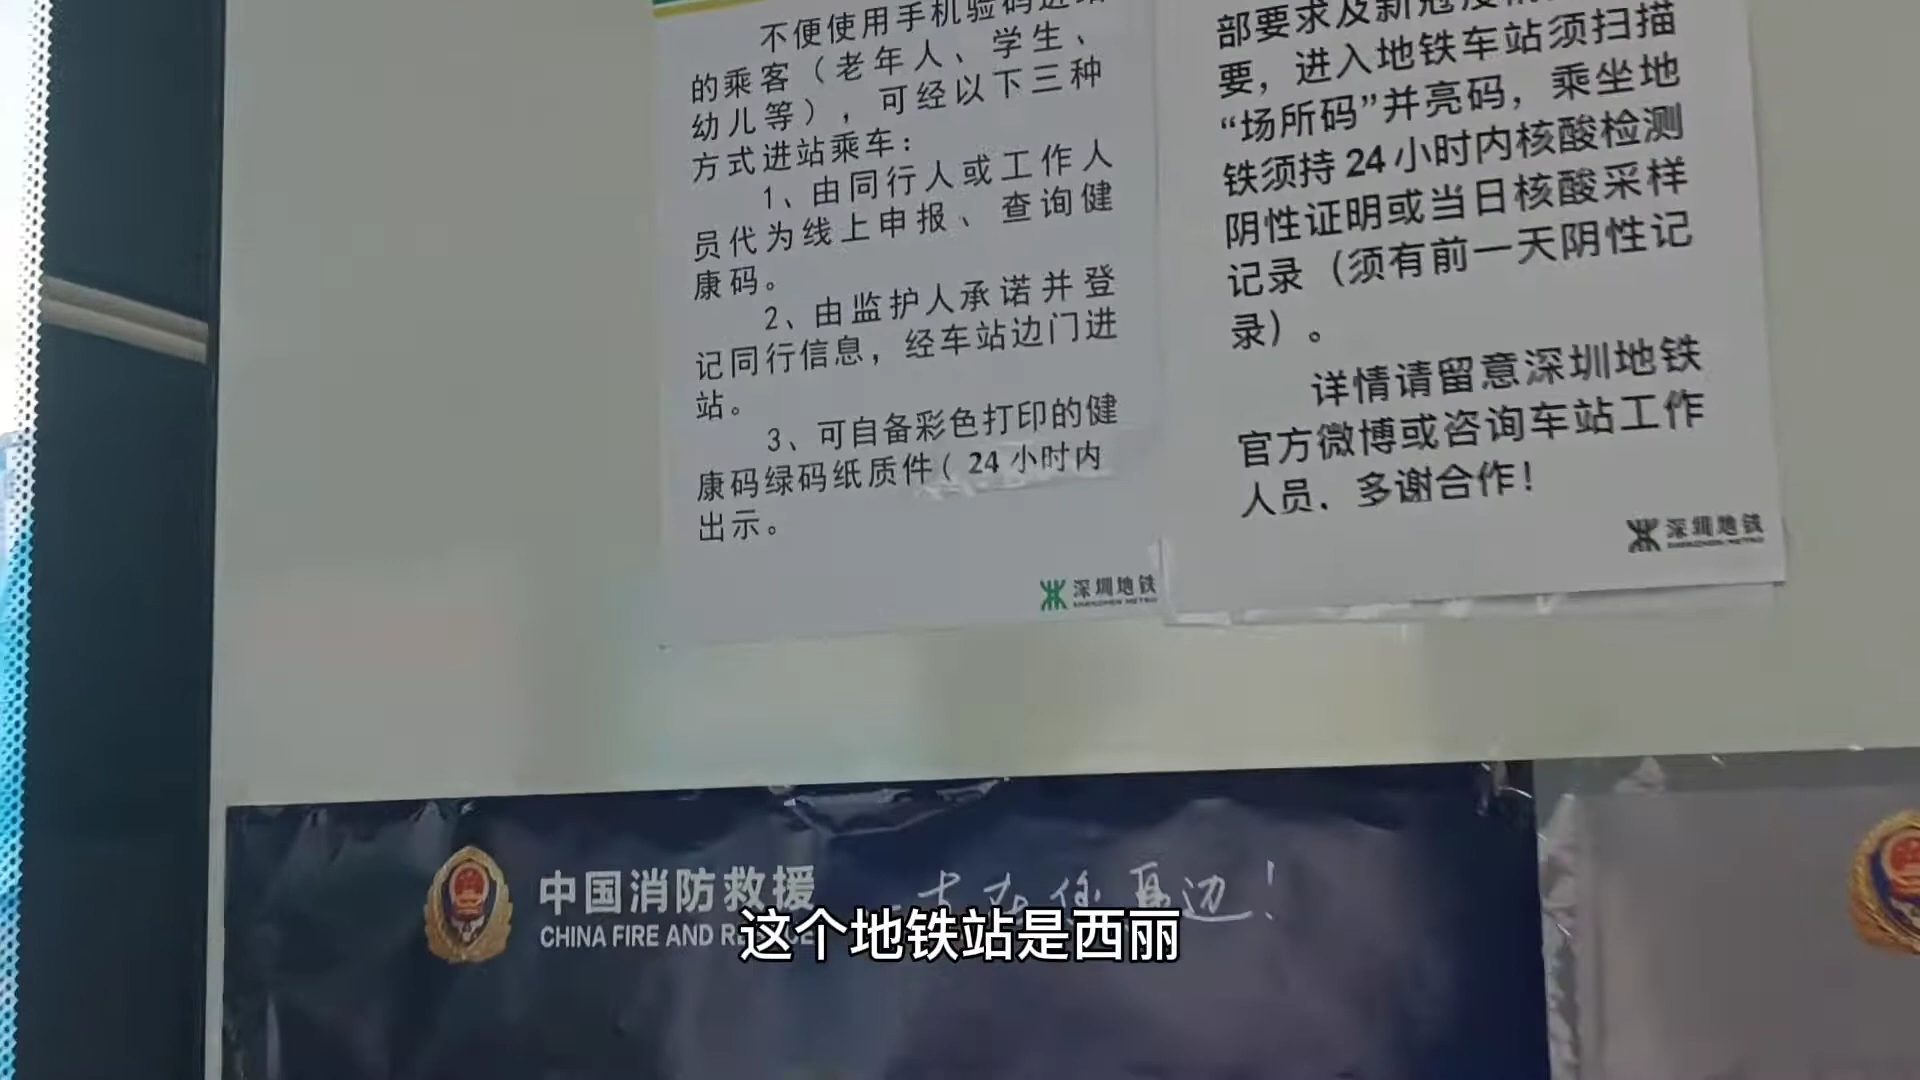 不便使用手机验码进站
的乘客（老年人、学生、
幼儿等），可经以下三种
方式进站乘车：
1、由同行人或工作人
员代为线上申报、查询健
康码。
2、由监护人承诺并登
记同行信息，经车站边门进
站。
3、可自备彩色打印的健
康码绿码纸质件（24小时内
出示。
深圳地铁
SHENZHEN METRO
部要求及新冠疫
要，进入地铁车站须扫描
“场所码”并亮码，乘坐地
铁须持24小时内核酸检测
阴性证明或当日核酸采样
记录（须有前一天阴性记
录）。
详情请留意深圳地铁
官方微博或咨询车站工作
人员，多谢合作！
深圳地铁
SHENZHEN METRO
中国消防救援
CHINA FIRE AND
边！
这个地铁站是西丽